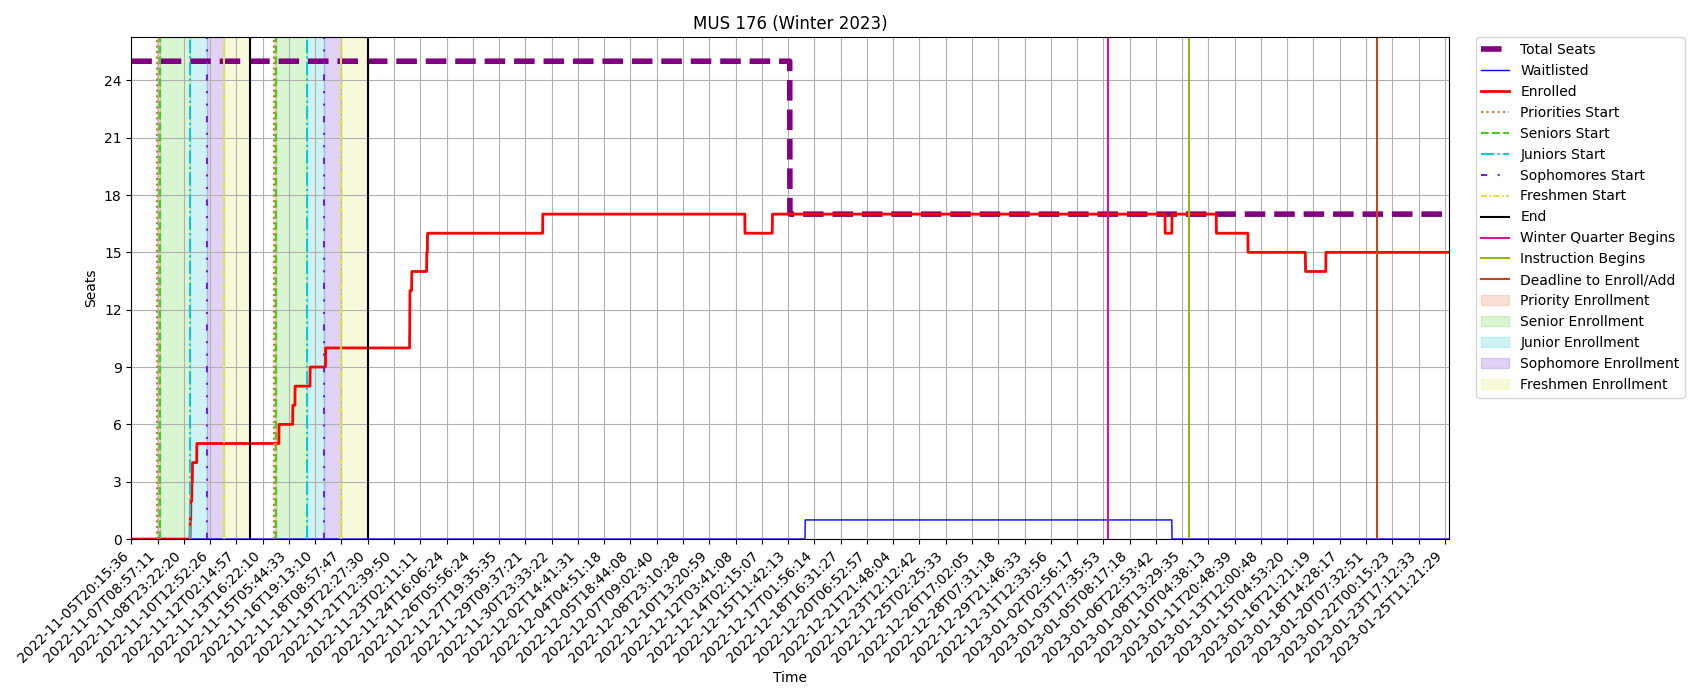 MUS 176 (Winter 2023)
Seats
24
21
18
15
12
9
6
3
0
2022-11-05T20:15:36
2022-11-07T08:57:11
2022-11-08T23:22:20
2022-11-10T12:52:26
2022-11-12T02:14:57
2022-11-13T16:22:10
2022-11-15T05:44:33
2022-11-16T19:13:10
2022-11-18T08:57:47
2022-11-19T22:27:30
2022-11-21T12:39:50
2022-11-23T02:11:11
2022-11-24T16:06:24
2022-11-26T05:56:24
2022-11-27T19:35:35
2022-11-29T09:37:21
2022-11-30T23:33:22
2022-12-02T14:41:31
2022-12-04T04:51:18
2022-12-05T18:44:08
2022-12-07T09:02:40
2022-12-08T23:10:28
2022-12-10T13:20:59
2022-12-12T03:41:08
2022-12-14T02:15:07
2022-12-15T11:42:13
2022-12-17T01:56:14
2022-12-18T16:31:27
2022-12-20T06:52:57
2022-12-21T21:48:04
2022-12-23T12:12:42
2022-12-25T02:25:33
2022-12-26T17:02:05
2022-12-28T07:31:18
2022-12-29T21:46:33
2022-12-31T12:33:56
2023-01-02T02:56:17
2023-01-03T17:35:53
2023-01-05T08:17:18
2023-01-06T22:53:42
2023-01-08T13:29:35
2023-01-10T04:38:13
2023-01-11T20:48:39
2023-01-13T12:00:48
2023-01-15T04:53:20
2023-01-16T21:21:19
2023-01-18T14:28:17
2023-01-20T07:32:51
2023-01-22T00:15:23
2023-01-23T17:12:33
2023-01-25T11:21:29
Time
Total Seats
Waitlisted
Enrolled
Priorities Start
Seniors Start
Juniors Start
Sophomores Start
Freshmen Start
End
Winter Quarter Begins
Instruction Begins
Deadline to Enroll/Add
Priority Enrollment
Senior Enrollment
Junior Enrollment
Sophomore Enrollment
Freshmen Enrollment